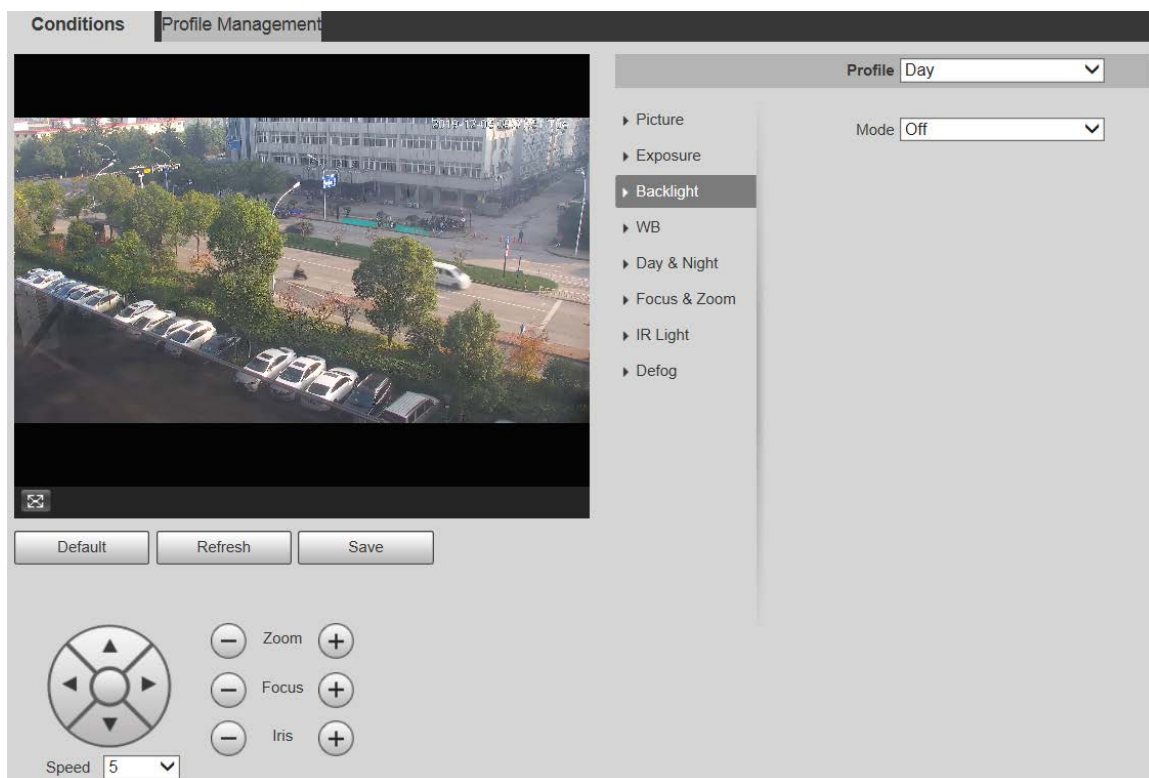 Conditions
Profile Management
Profile Day
Picture
Mode Off
Exposure
Backlight
WB
Day & Night
Focus & Zoom
IR Light
Defog
Default Refresh Save
Zoom
Focus
Iris
Speed 5